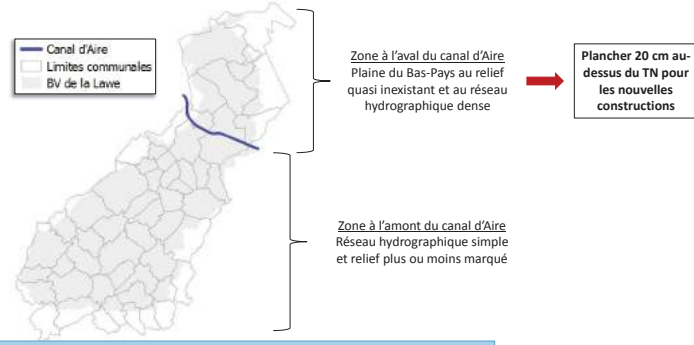 Canal d'Aire
Limites communales
BV de la Lawe
Zone à l'aval du canal d'Aire
Plaine du Bas-Pays au relief
quasi inexistant et au réseau
hydrographique dense
Plancher 20 cm au-
dessus du TN pour
les nouvelles
constructions
Zone à l'amont du canal d'Aire
Réseau hydrographique simple
et relief plus ou moins marqué